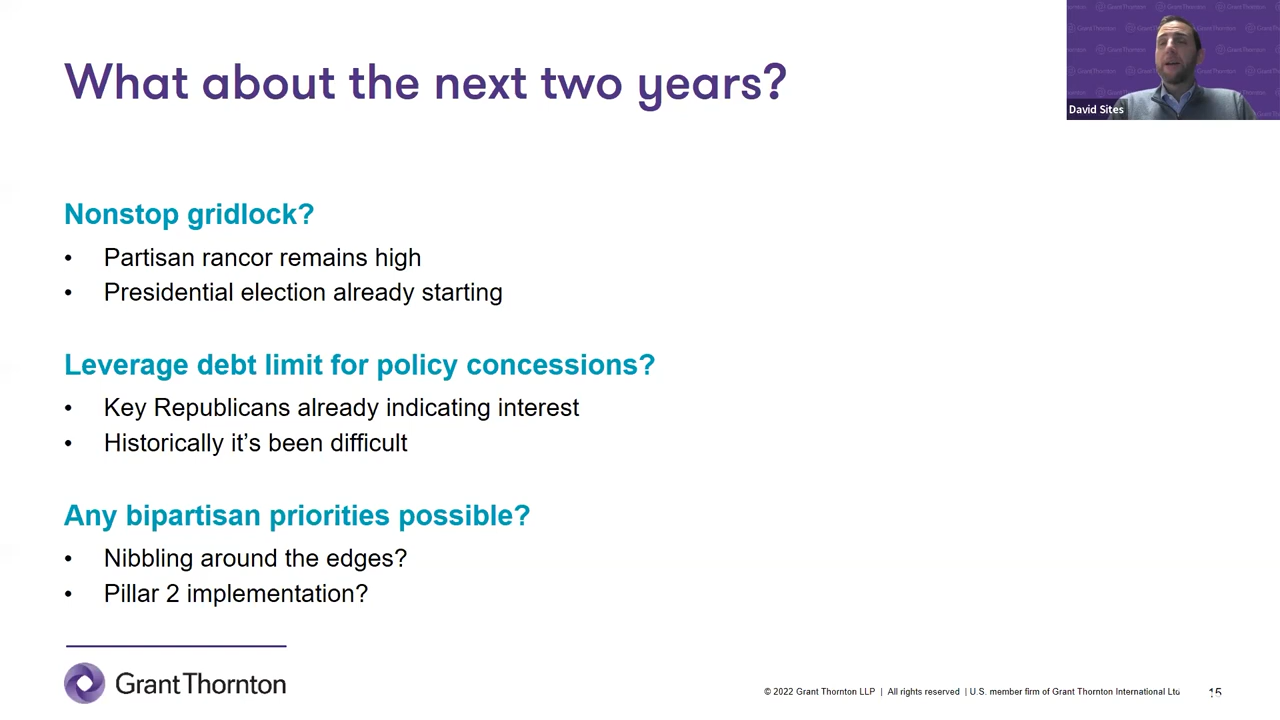 What about the next two years?
David Sites
Nonstop gridlock?
• Partisan rancor remains high
• Presidential election already starting
Leverage debt limit for policy concessions?
• Key Republicans already indicating interest
• Historically it’s been difficult
Any bipartisan priorities possible?
• Nibbling around the edges?
• Pillar 2 implementation?
Grant Thornton
© 2022 Grant Thornton LLP | All rights reserved | U.S. member firm of Grant Thornton International Ltd
15